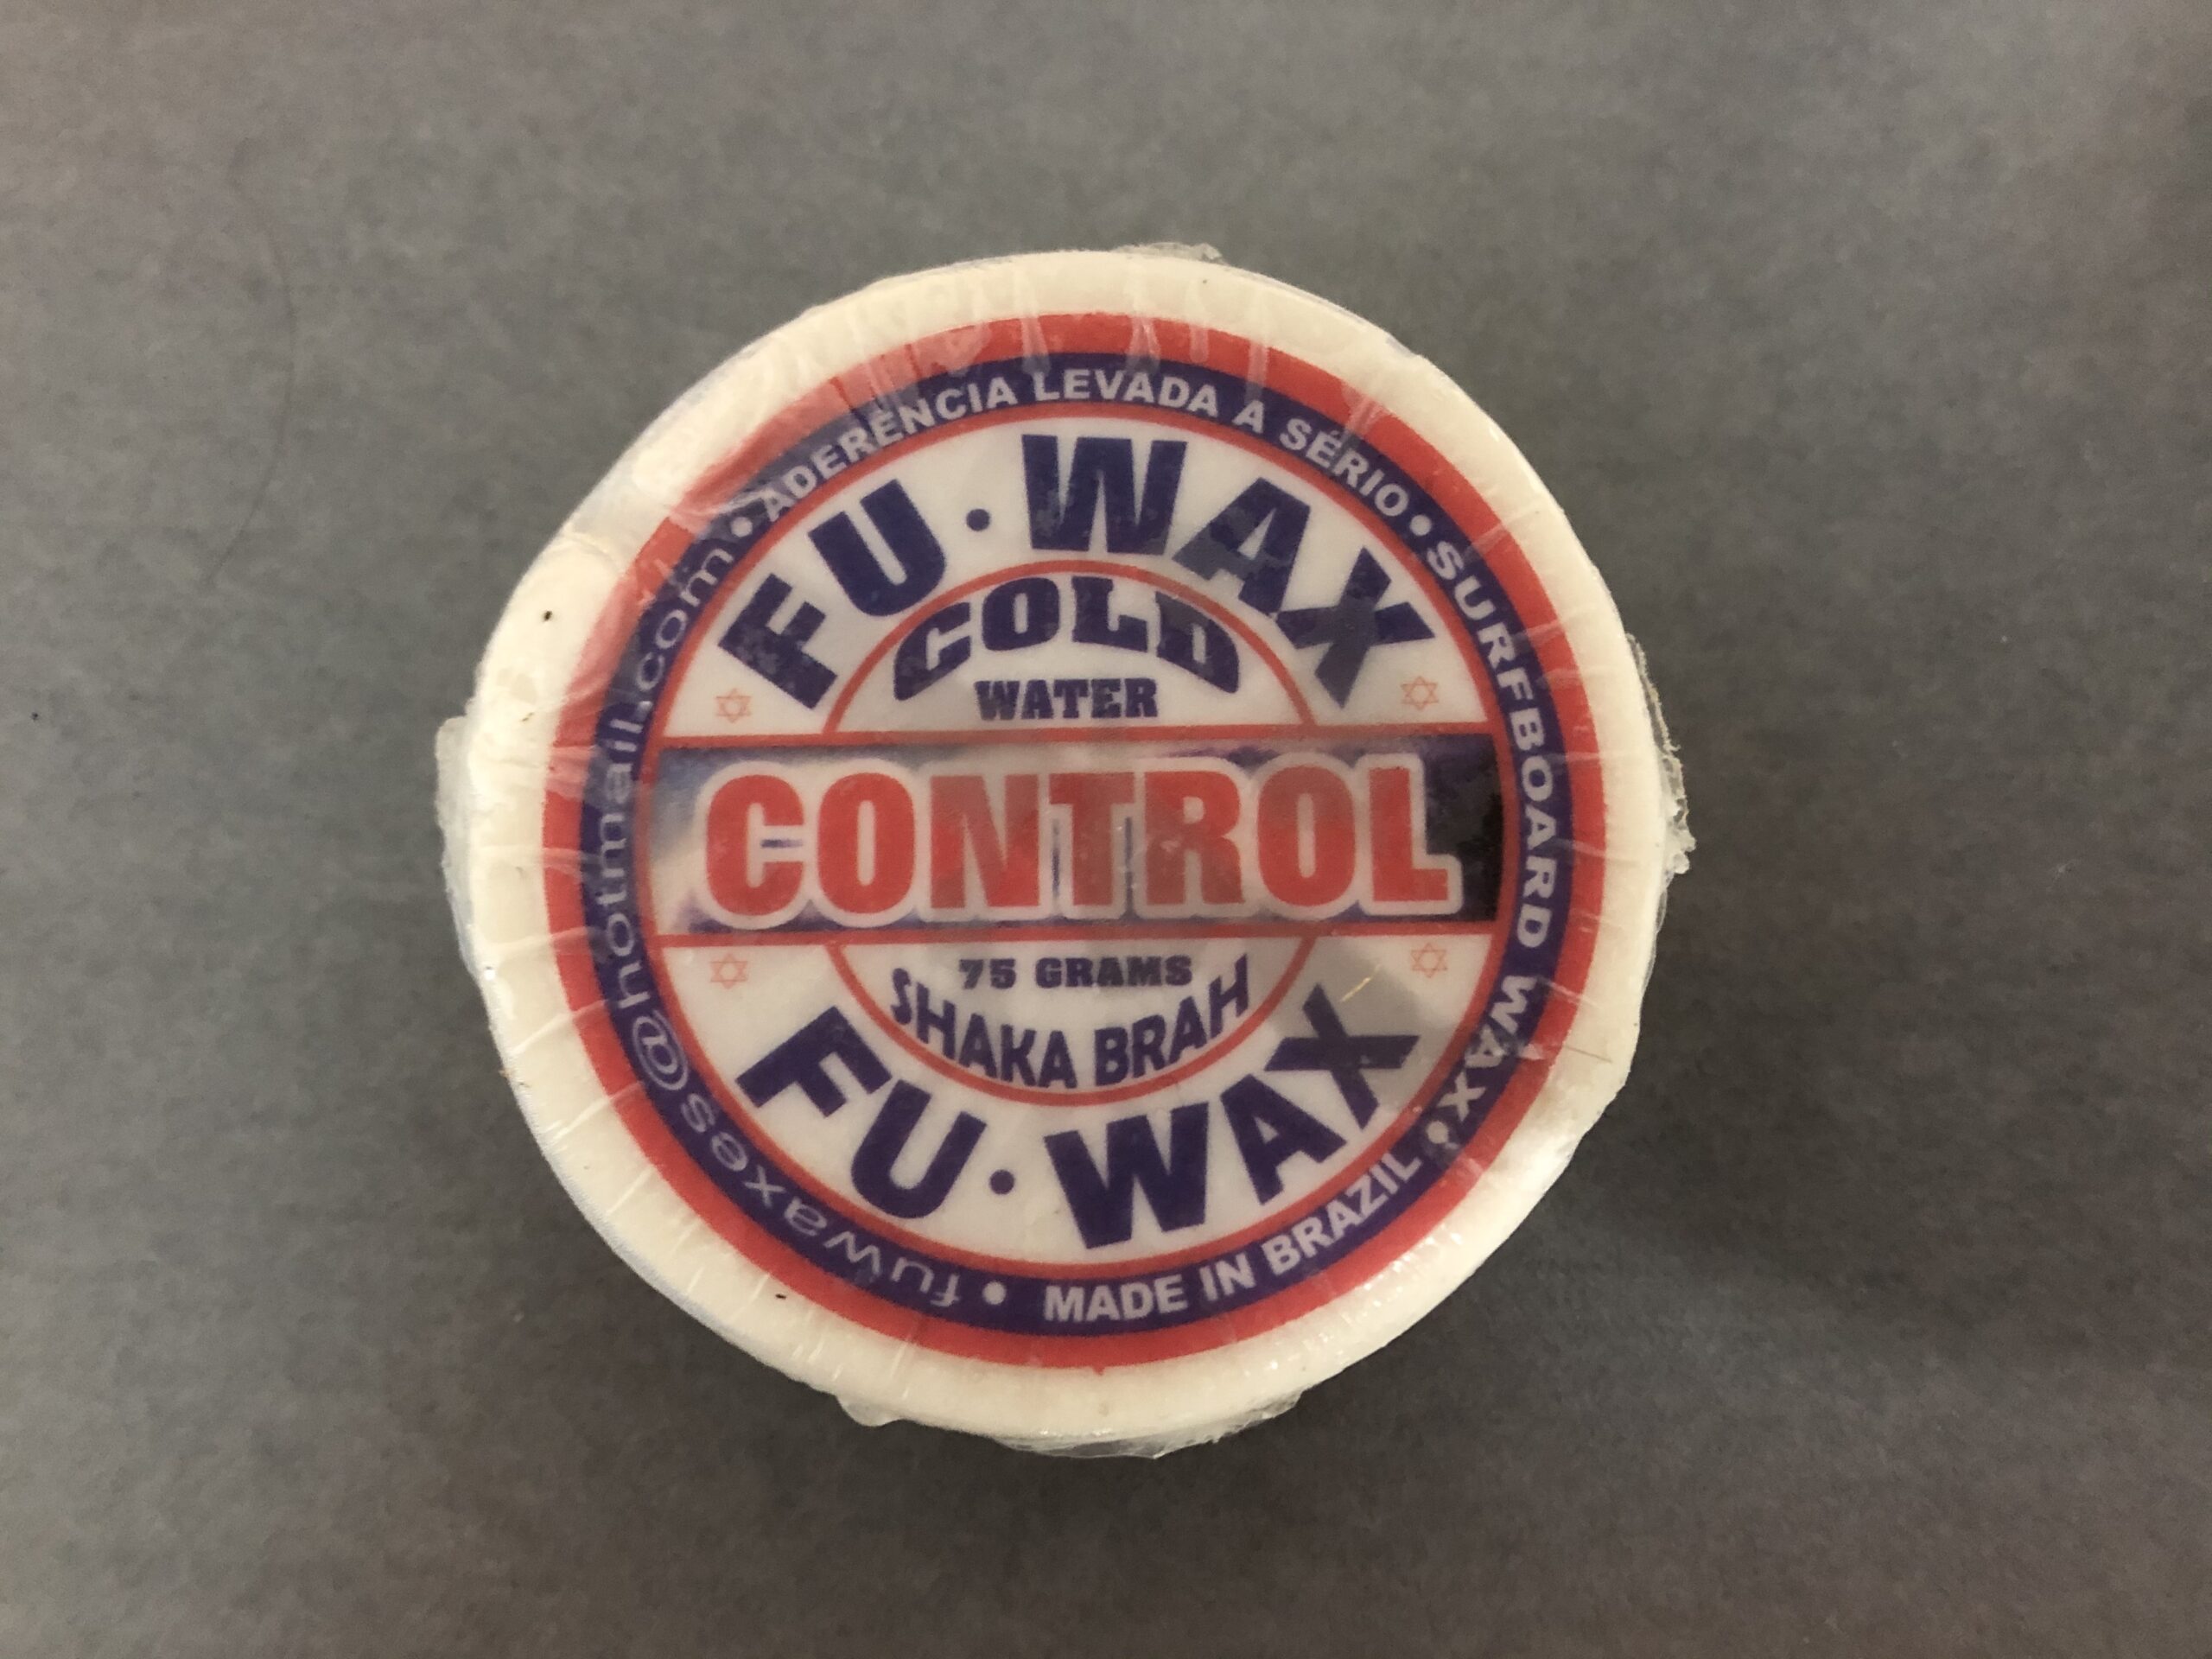 ADERÊNCIA LEVADA A SÉRIO • SURFBOARD WAX •
MADE IN BRAZIL
• fuwaxes@hotmail.com •
FU • WAX
COLD
WATER
CONTROL
75 GRAMS
SHAKA BRAH
FU • WAX